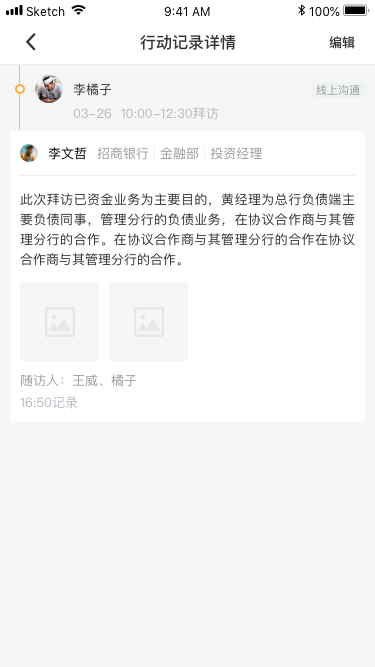 Sketch 9:41 AM 100%
行动记录详情 编辑
李橘子 线上沟通
03-26 10:00-12:30拜访
李文哲 招商银行 金融部 投资经理
此次拜访已资金业务为主要目的，黄经理为总行负债端主
要负债同事，管理分行的负债业务，在协议合作商与其管
理分行的合作。在协议合作商与其管理分行的合作在协议
合作商与其管理分行的合作。
随访人：王威、橘子
16:50记录